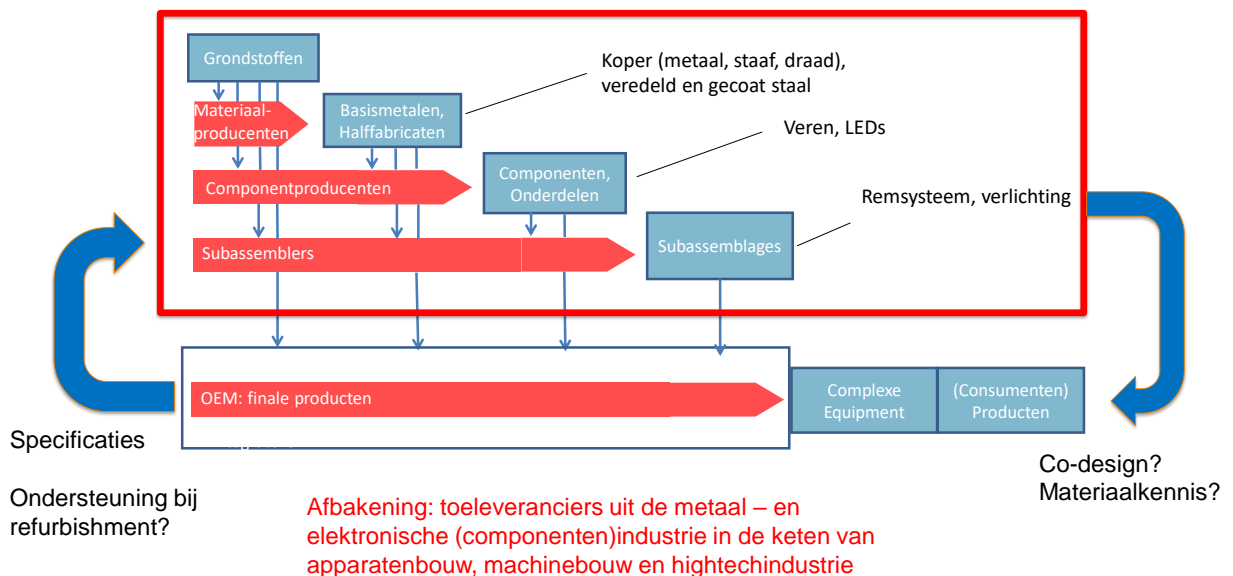 Grondstoffen
Koper (metaal, staaf, draad),
veredeld en gecoat staal
Materiaal-
producenten
Basismetalen,
Halffabricaten
Veren, LEDs
Componentproducenten
Componenten,
Onderdelen
Remsysteem, verlichting
Subassemblers
Subassemblages
OEM: finale producten
Complexe
Equipment
(Consumenten)
Producten
Specificaties
Ondersteuning bij
refurbishment?
Co-design?
Materiaalkennis?
Afbakening: toeleveranciers uit de metaal – en
elektronische (componenten)industrie in de keten van
apparatenbouw, machinebouw en hightechindustrie